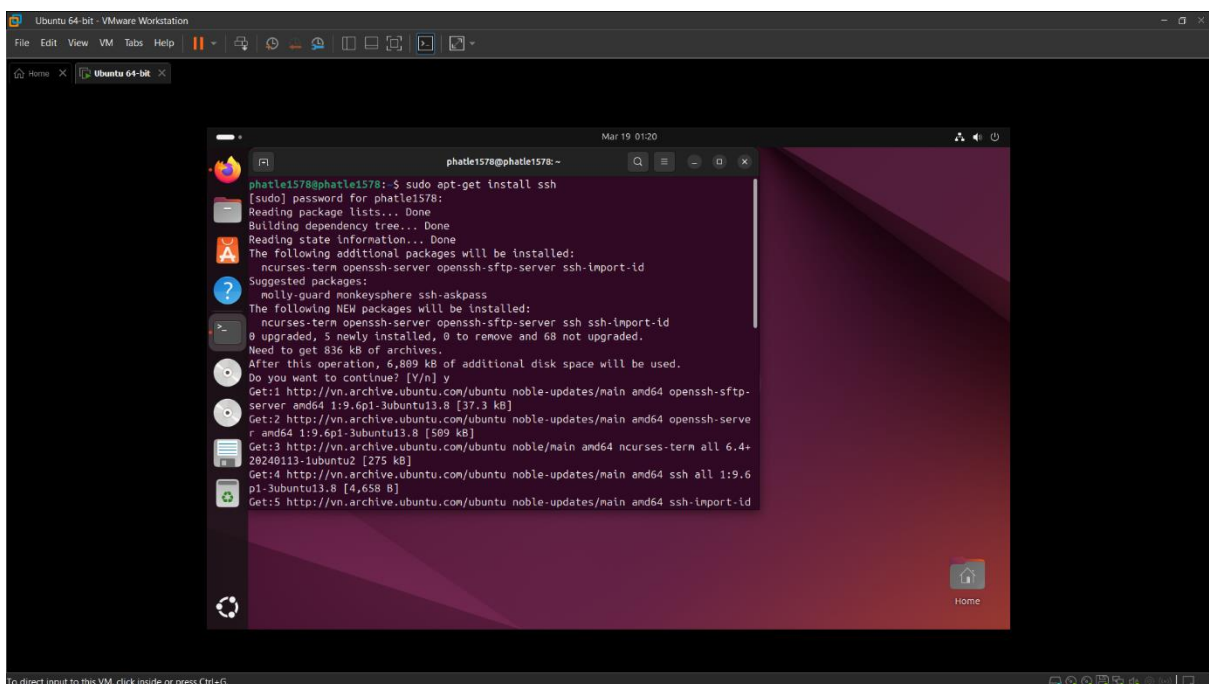 Ubuntu 64-bit - VMware Workstation
File Edit View VM Tabs Help
Home
Ubuntu 64-bit
Mar 19 01:20
phatle1578@phatle1578: ~
phatle1578@phatle1578:~$ sudo apt-get install ssh
[sudo] password for phatle1578:
Reading package lists... Done
Building dependency tree... Done
Reading state information... Done
The following additional packages will be installed:
ncurses-term openssh-server openssh-sftp-server ssh-import-id
Suggested packages:
molly-guard monkeysphere ssh-askpass
The following NEW packages will be installed:
ncurses-term openssh-server openssh-sftp-server ssh ssh-import-id
0 upgraded, 5 newly installed, 0 to remove and 68 not upgraded.
Need to get 836 kB of archives.
After this operation, 6,809 kB of additional disk space will be used.
Do you want to continue? [Y/n] y
Get:1 http://vn.archive.ubuntu.com/ubuntu noble-updates/main amd64 openssh-sftp-
server amd64 1:9.6p1-3ubuntu13.8 [37.3 kB]
Get:2 http://vn.archive.ubuntu.com/ubuntu noble-updates/main amd64 openssh-serve
r amd64 1:9.6p1-3ubuntu13.8 [509 kB]
Get:3 http://vn.archive.ubuntu.com/ubuntu noble/main amd64 ncurses-term all 6.4+
20240113-1ubuntu2 [275 kB]
Get:4 http://vn.archive.ubuntu.com/ubuntu noble-updates/main amd64 ssh all 1:9.6
p1-3ubuntu13.8 [4,658 B]
Get:5 http://vn.archive.ubuntu.com/ubuntu noble-updates/main amd64 ssh-import-id
Home
To direct input to this VM, click inside or press Ctrl+G.